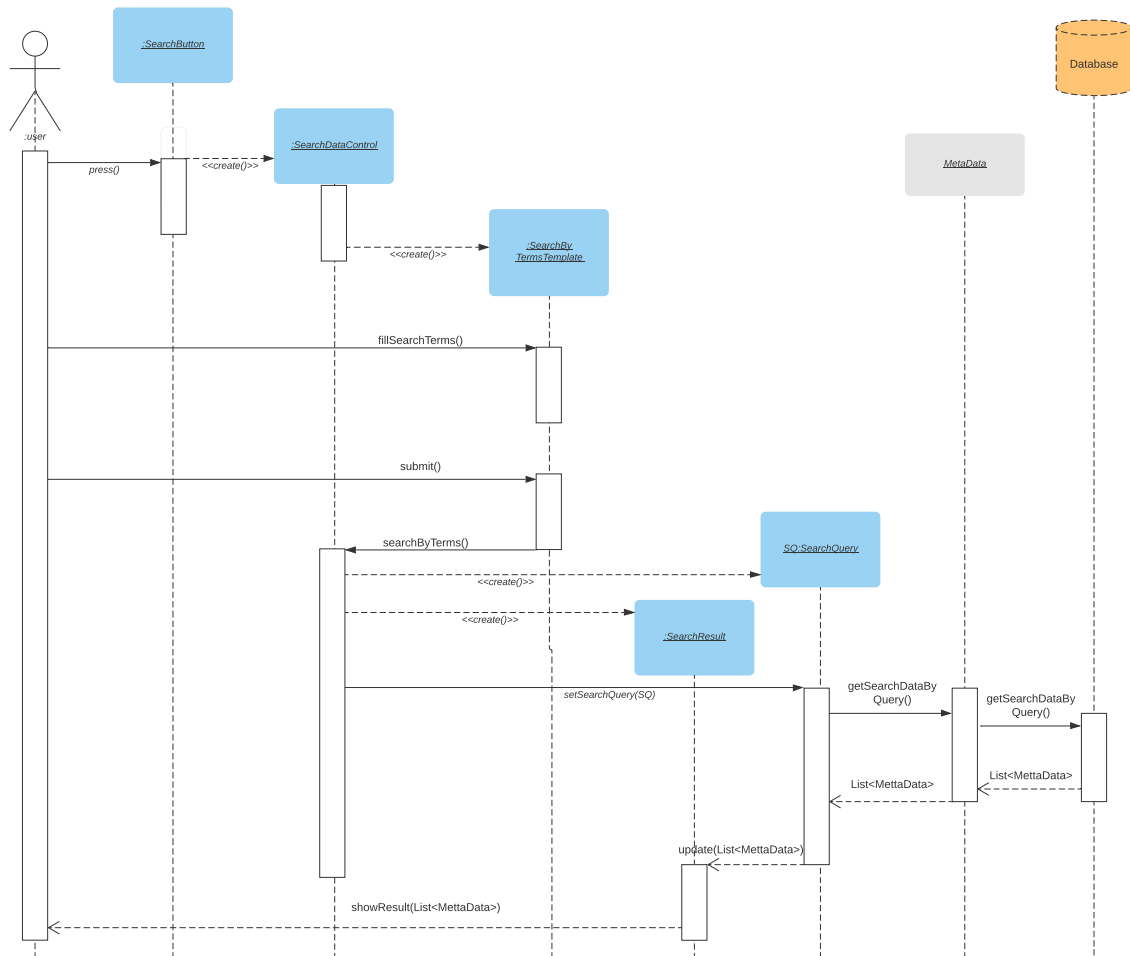 :SearchButton
Database
:user
:SearchDataControl
MetaData
press()
<<create()>>
:SearchBy
TermsTemplate
<<create()>>
fillSearchTerms()
submit()
searchByTerms()
SQ:SearchQuery
<<create()>>
<<create()>>
:SearchResult
setSearchQuery(SQ)
getSearchDataBy
Query()
getSearchDataBy
Query()
List<MettaData>
List<MettaData>
update(List<MettaData>)
showResult(List<MettaData>)